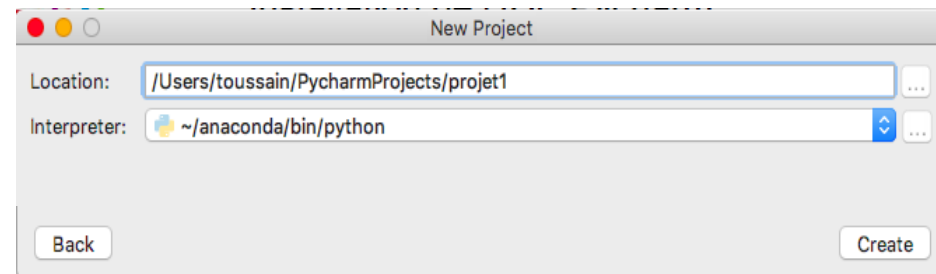 New Project
Location: /Users/toussain/PycharmProjects/projet1 ...
Interpreter: ~/anaconda/bin/python ...
Back Create